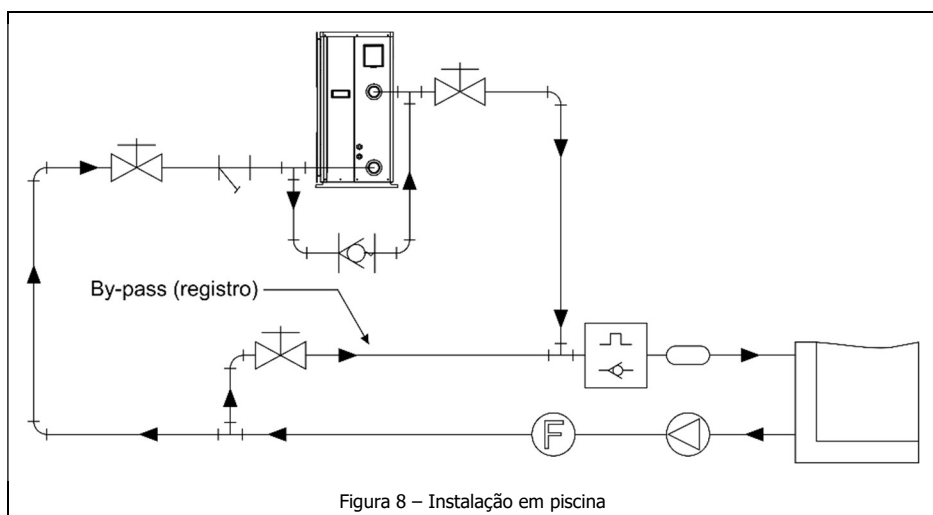 By-pass (registro)
F
Figura 8 – Instalação em piscina